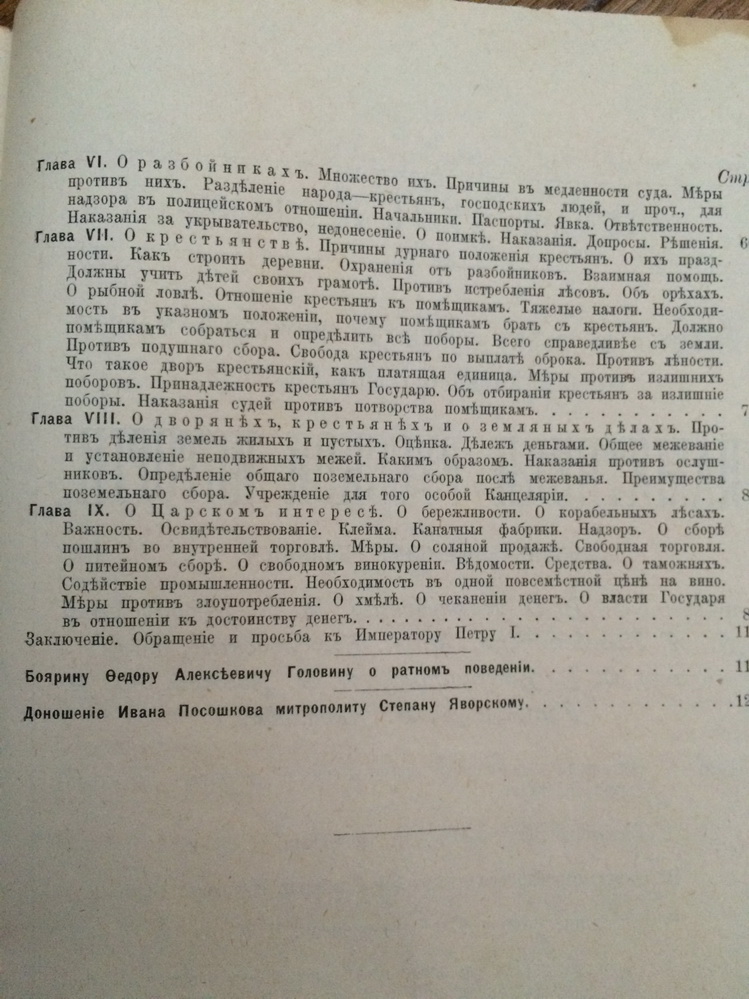 Стр.
Глава VI. О разбойникахъ. Множество ихъ. Причины въ медленности суда. Мѣры
противъ нихъ. Раздѣленіе народа—крестьянъ, господскихъ людей, и проч., для
надзора въ полицейскомъ отношеніи. Начальники. Паспорты. Явка. Отвѣтственность.
Наказанія за укрывательство, недонесеніе. О поимкѣ. Наказанія. Допросы. Рѣшенія. 6
Глава VII. О крестьянствѣ. Причины дурнаго положенія крестьянъ. О ихъ празд-
ности. Какъ строить деревни. Охраненія отъ разбойниковъ. Взаимная помощь.
Должны учить дѣтей своихъ грамотѣ. Противъ истребленія лѣсовъ. Объ орѣхахъ.
О рыбной ловлѣ. Отношеніе крестьянъ къ помѣщикамъ. Тяжелые налоги. Необходи-
мость въ указномъ положеніи, почему помѣщикамъ брать съ крестьянъ. Должно
помѣщикамъ собраться и опредѣлить всѣ поборы. Всего справедливѣе съ земли.
Противъ подушнаго сбора. Свобода крестьянъ по выплатѣ оброка. Противъ лѣности.
Что такое дворъ крестьянскій, какъ платящая единица. Мѣры противъ излишнихъ
поборовъ. Принадлежность крестьянъ Государю. Объ отбираніи крестьянъ за излишніе
поборы. Наказанія судей противъ потворства помѣщикамъ. . . . . . . . . . . . 7
Глава VIII. О дворянѣхъ, крестьянѣхъ и о земляныхъ дѣлахъ. Про-
тивъ дѣленія земель жилыхъ и пустыхъ. Оцѣнка. Дѣлежъ деньгами. Общее межеваніе
и установленіе неподвижныхъ межей. Какимъ образомъ. Наказанія противъ ослуш-
никовъ. Опредѣленіе общаго поземельнаго сбора послѣ межеванья. Преимущества
поземельнаго сбора. Учрежденіе для того особой Канцеляріи. . . . . . . . . . 8
Глава IX. О Царскомъ интересѣ. О бережливости. О корабельныхъ лѣсахъ.
Важность. Освидѣтельствованіе. Клейма. Канатныя фабрики. Надзоръ. О сборѣ
пошлинъ во внутренней торговлѣ. Мѣры. О соляной продажѣ. Свободная торговля.
О питейномъ сборѣ. О свободномъ винокуреніи. Вѣдомости. Средства. О таможняхъ.
Содѣйствіе промышленности. Необходимость въ одной повсемѣстной цѣнѣ на вино.
Мѣры противъ злоупотребленія. О хмѣлѣ. О чеканеніи денегъ. О власти Государя
въ отношеніи къ достоинству денегъ. . . . . . . . . . . . . . . . . . . . 8
Заключеніе. Обращеніе и просьба къ Императору Петру I. . . . . . . . . . . . 11
Боярину Ѳедору Алексѣевичу Головину о ратномъ поведеніи. . . . . . . . . . . . 11
Доношеніе Ивана Посошкова митрополиту Степану Яворскому. . . . . . . . . . . . 12